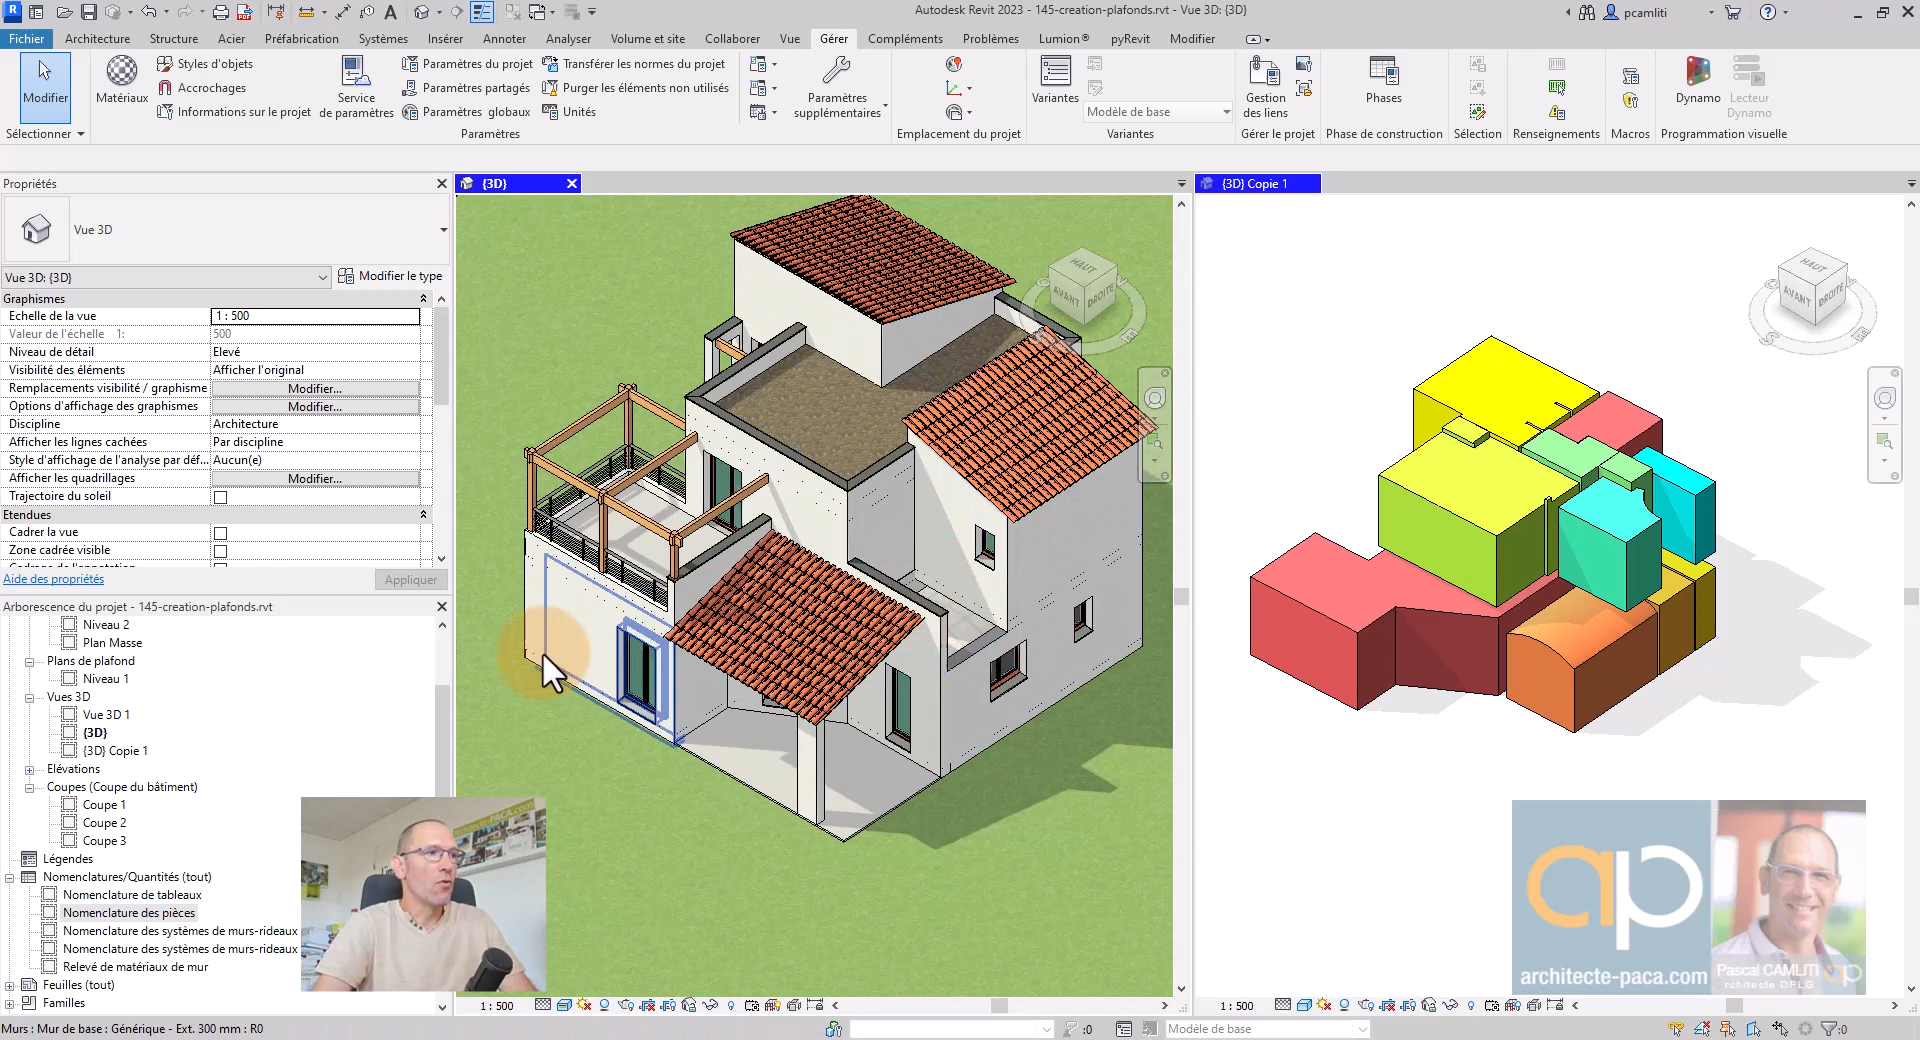 Autodesk Revit 2023 - 145-creation-plafonds.rvt - Vue 3D: {3D}
pcamliti
Fichier Architecture Structure Acier Préfabrication Systèmes Insérer Annoter Analyser Volume et site Collaborer Vue Gérer Compléments Problèmes Lumion® pyRevit Modifier
Modifier
Sélectionner
Matériaux
Styles d'objets
Accrochages
Informations sur le projet
Service
de paramètres
Paramètres du projet
Paramètres partagés
Paramètres globaux
Transférer les normes du projet
Purger les éléments non utilisés
Unités
Paramètres
Paramètres
supplémentaires
Emplacement du projet
Variantes
Modèle de base
Variantes
Gestion
des liens
Gérer le projet
Phases
Phase de construction
Sélection
Renseignements
Macros
Dynamo
Lecteur
Dynamo
Programmation visuelle
Propriétés
Vue 3D
Vue 3D: {3D}
Modifier le type
Graphismes
Echelle de la vue 1 : 500
Valeur de l'échelle 1: 500
Niveau de détail Elevé
Visibilité des éléments Afficher l'original
Remplacements visibilité / graphisme Modifier...
Options d'affichage des graphismes Modifier...
Discipline Architecture
Afficher les lignes cachées Par discipline
Style d'affichage de l'analyse par déf... Aucun(e)
Afficher les quadrillages Modifier...
Trajectoire du soleil
Etendues
Cadrer la vue
Zone cadrée visible
Aide des propriétés
Appliquer
Arborescence du projet - 145-creation-plafonds.rvt
Niveau 2
Plan Masse
Plans de plafond
Niveau 1
Vues 3D
Vue 3D 1
{3D}
{3D} Copie 1
Elévations
Coupes (Coupe du bâtiment)
Coupe 1
Coupe 2
Coupe 3
Légendes
Nomenclatures/Quantités (tout)
Nomenclature de tableaux
Nomenclature des pièces
Nomenclature des systèmes de murs-rideaux
Nomenclature des systèmes de murs-rideaux
Relevé de matériaux de mur
Feuilles (tout)
Familles
{3D}
HAUT
AVANT
DROITE
1 : 500
{3D} Copie 1
HAUT
AVANT
DROITE
1 : 500
ap
architecte-paca.com
Pascal CAMLITI
rchitecte DPLG
Murs : Mur de base : Générique - Ext. 300 mm : R0
:0
Modèle de base
:0